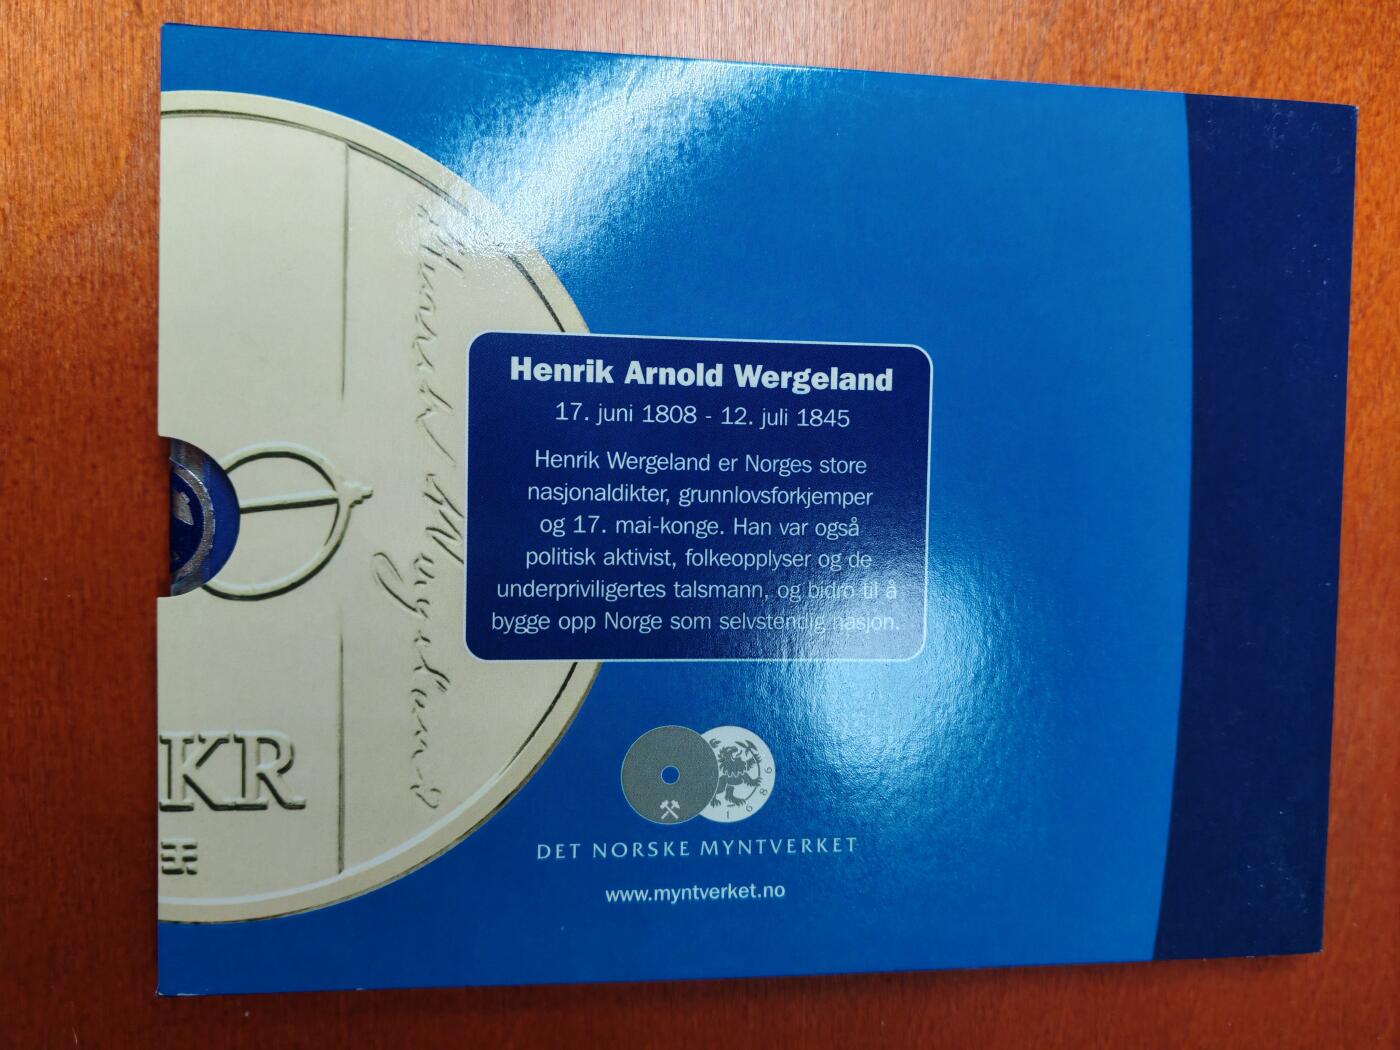 Henrik Arnold Wergeland
17. juni 1808 - 12. juli 1845
Henrik Wergeland er Norges store
nasjonaldikter, grunnlovsforkjemper
og 17. mai-konge. Han var også
politisk aktivist, folkeopplyser og de
underpriviligertes talsmann, og bidro til å
bygge opp Norge som selvstendig nasjon.
Henrik Wergeland
KR
1686
DET NORSKE MYNTVERKET
www.myntverket.no